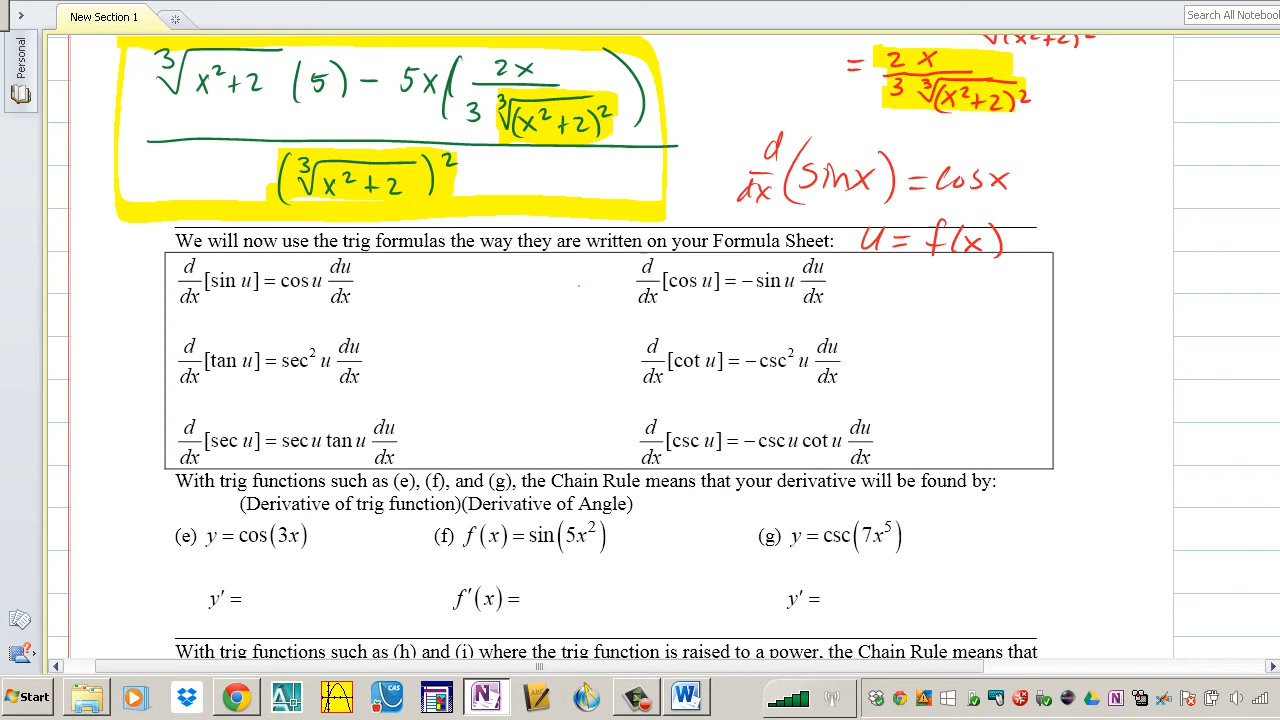 New Section 1
Search All Notebook
Personal
∛(x²+2) (5) − 5x(2x / 3 ∛(x²+2)²)
(∛(x²+2))²
= 2x / 3 ∛(x²+2)²
d/dx (sinx) = cosx
u = f(x)
We will now use the trig formulas the way they are written on your Formula Sheet:
d/dx [sin u] = cos u du/dx
d/dx [cos u] = − sin u du/dx
d/dx [tan u] = sec² u du/dx
d/dx [cot u] = − csc² u du/dx
d/dx [sec u] = sec u tan u du/dx
d/dx [csc u] = − csc u cot u du/dx
With trig functions such as (e), (f), and (g), the Chain Rule means that your derivative will be found by:
(Derivative of trig function)(Derivative of Angle)
(e) y = cos(3x) (f) f(x) = sin(5x²) (g) y = csc(7x⁵)
y′ = f′(x) = y′ =
With trig functions such as (h) and (i) where the trig function is raised to a power, the Chain Rule means that
Start
CAS